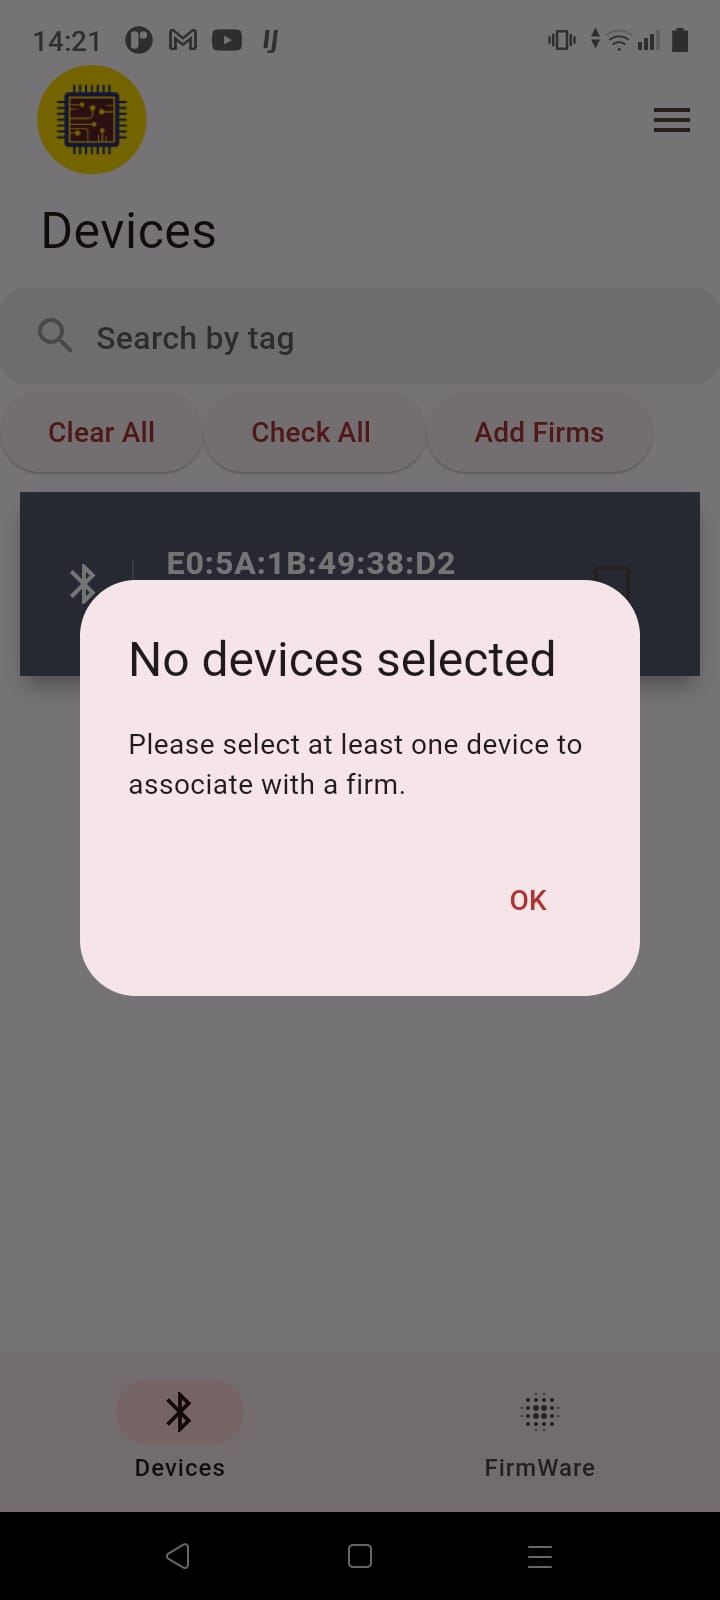 14:21
Devices
Search by tag
Clear All Check All Add Firms
E0:5A:1B:49:38:D2
No devices selected
Please select at least one device to
associate with a firm.
OK
Devices FirmWare